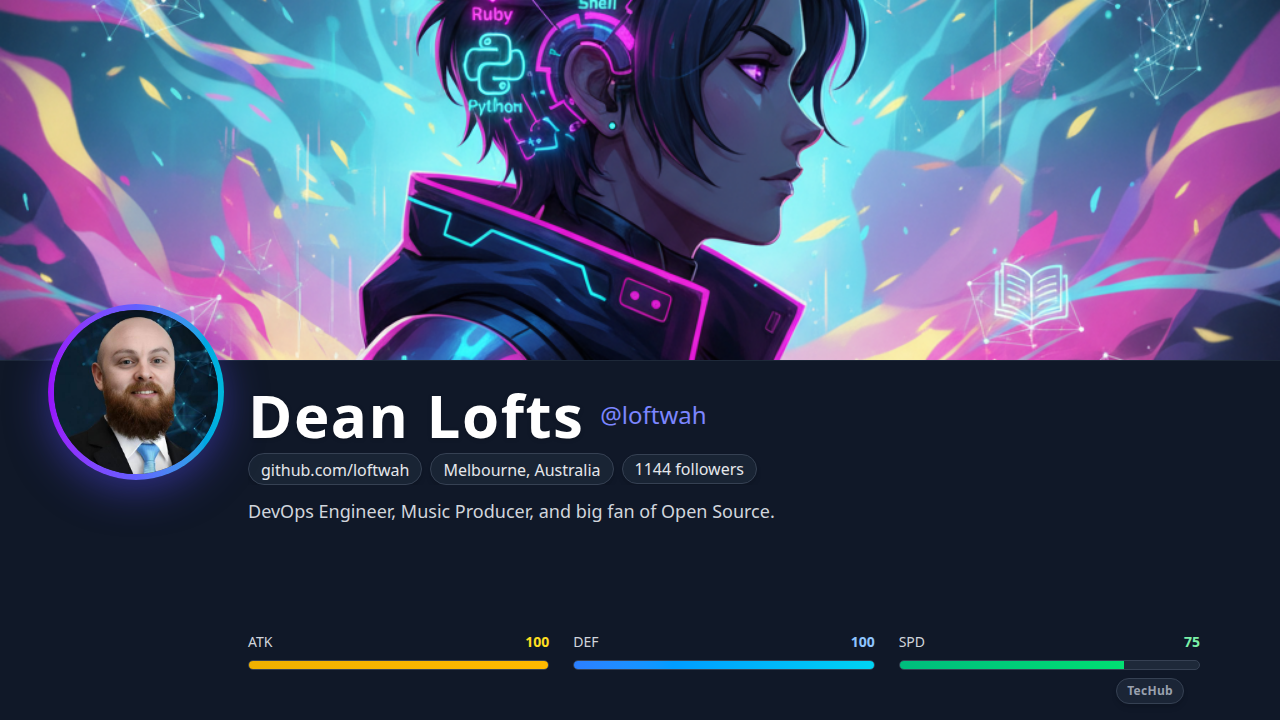 Ruby
Shell
Python
Dean Lofts @loftwah
github.com/loftwah
Melbourne, Australia
1144 followers
DevOps Engineer, Music Producer, and big fan of Open Source.
ATK 100
DEF 100
SPD 75
TecHub